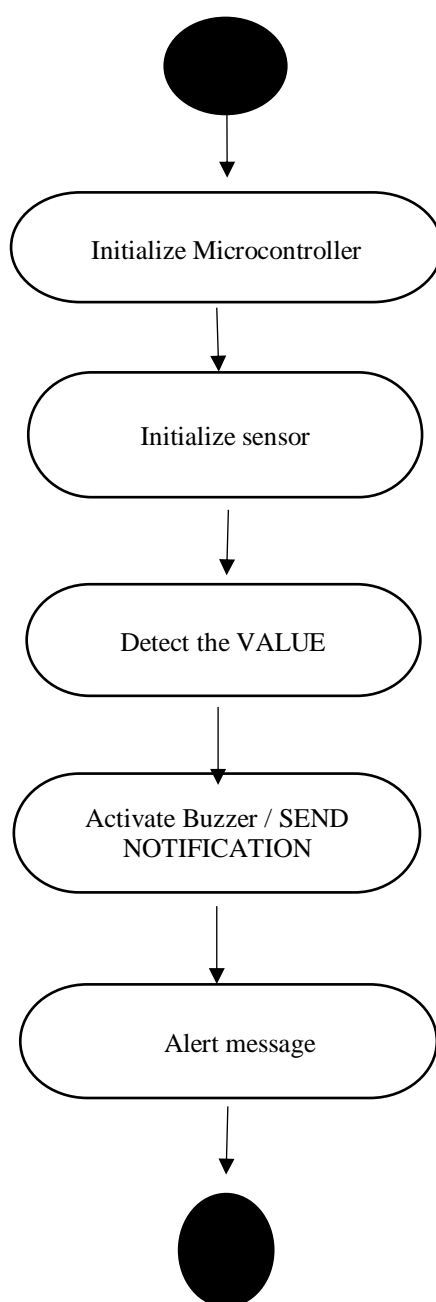 Initialize Microcontroller
Initialize sensor
Detect the VALUE
Activate Buzzer / SEND
NOTIFICATION
Alert message